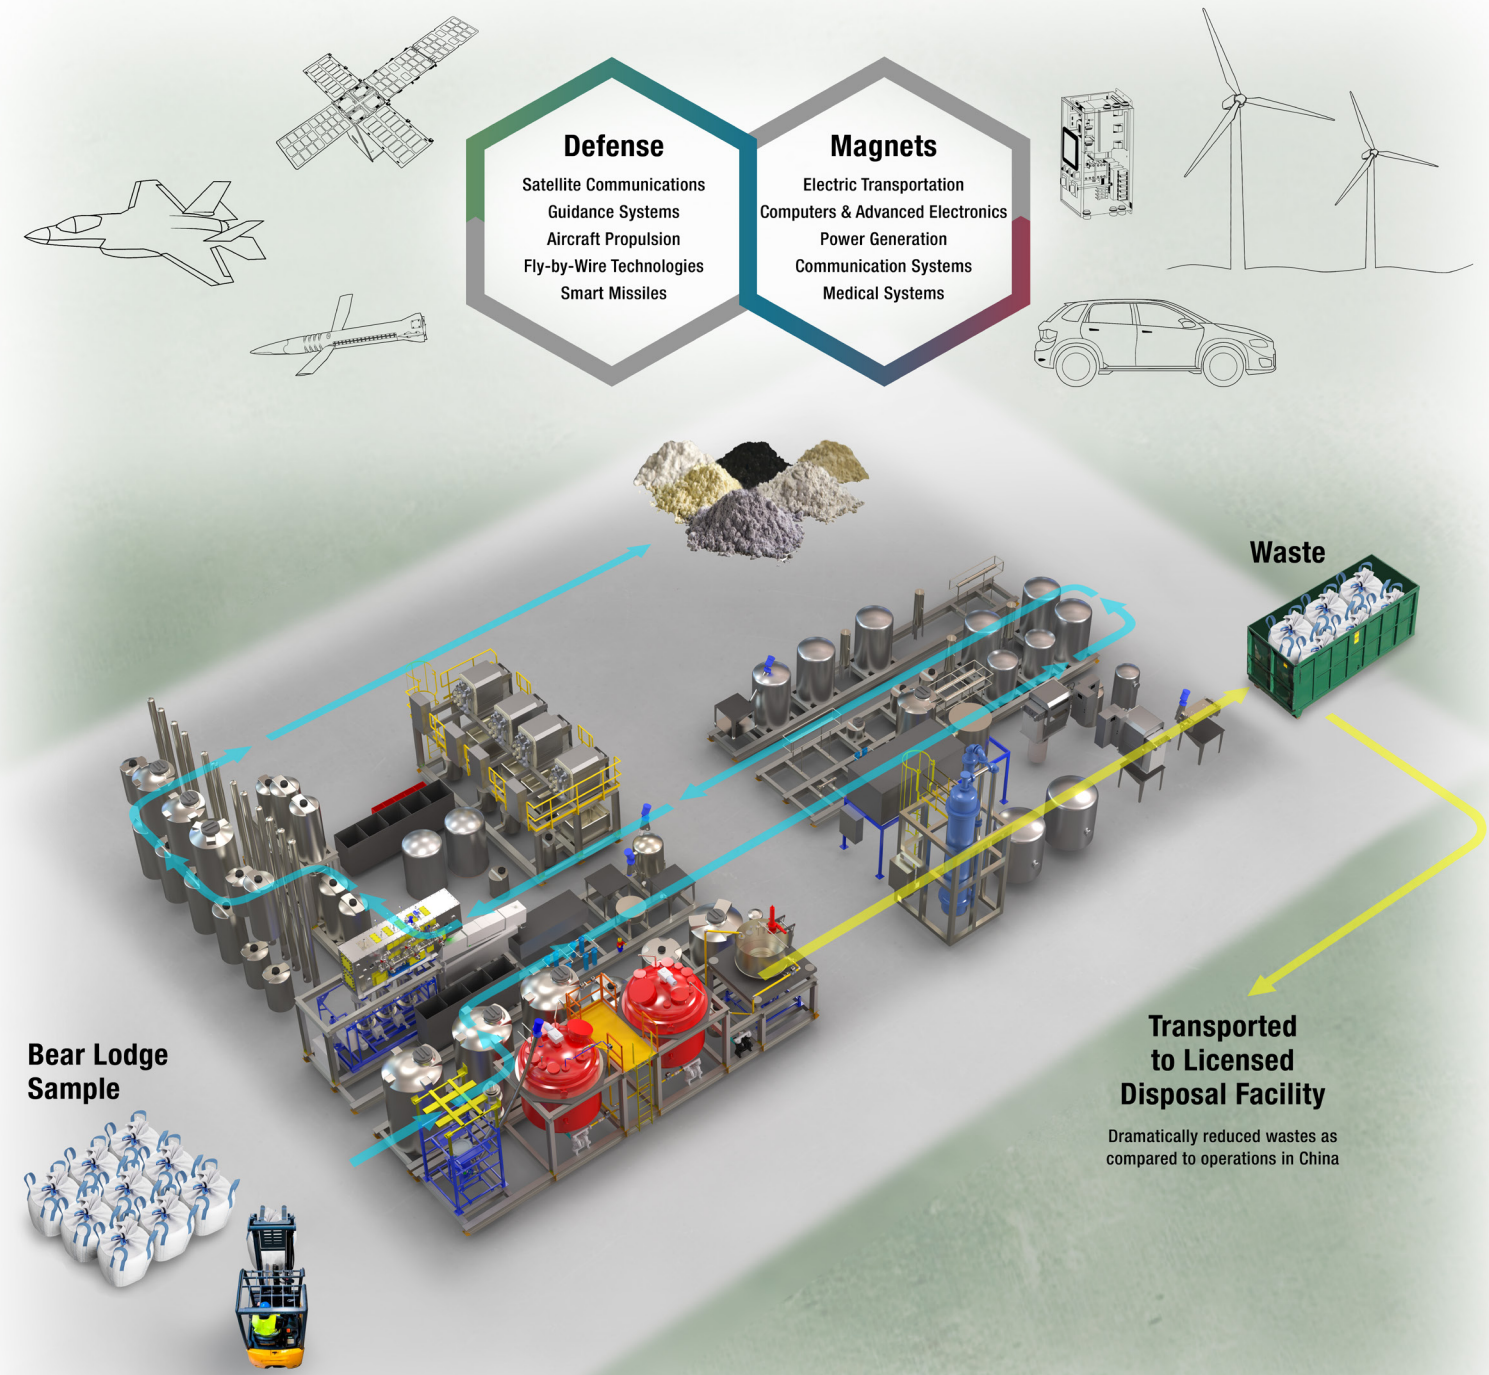 Defense
Satellite Communications
Guidance Systems
Aircraft Propulsion
Fly-by-Wire Technologies
Smart Missiles
Magnets
Electric Transportation
Computers & Advanced Electronics
Power Generation
Communication Systems
Medical Systems
Waste
Bear Lodge
Sample
Transported
to Licensed
Disposal Facility
Dramatically reduced wastes as
compared to operations in China